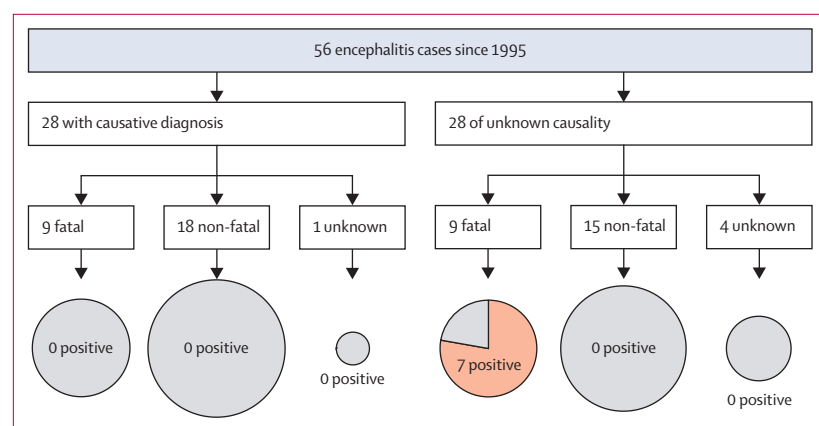 56 encephalitis cases since 1995
28 with causative diagnosis
28 of unknown causality
9 fatal
18 non-fatal
1 unknown
9 fatal
15 non-fatal
4 unknown
0 positive
0 positive
0 positive
7 positive
0 positive
0 positive